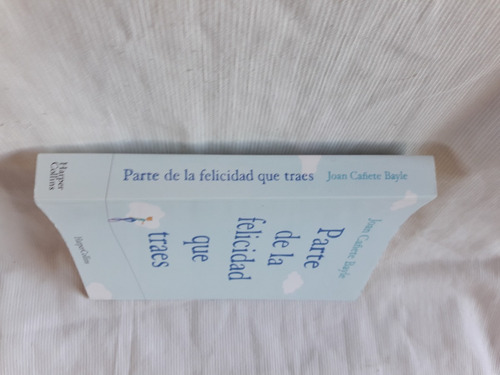 Harper
Collins
Parte de la felicidad que traes Joan Cañete Bayle
Joan Cañete Bayle
Parte
de la
felicidad
que
traes
HarperCollins